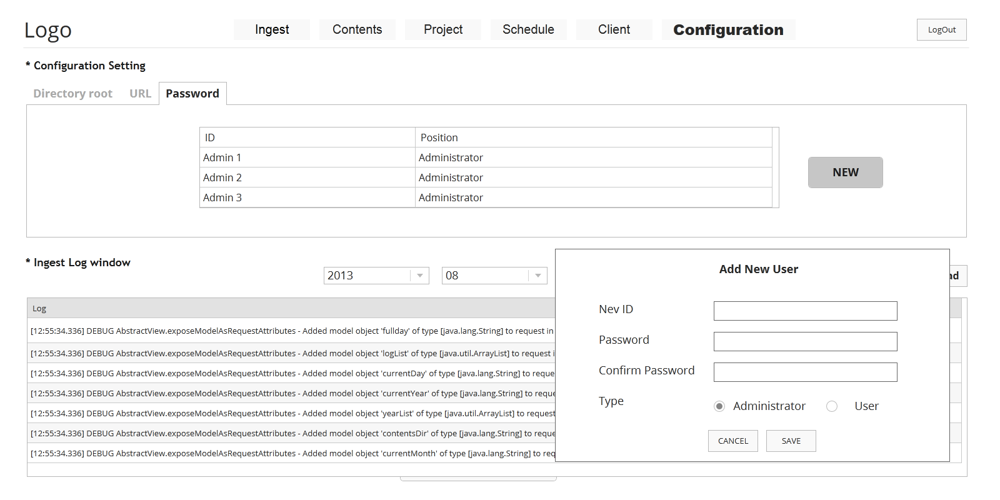 Logo
Ingest Contents Project Schedule Client Configuration LogOut
* Configuration Setting
Directory root URL Password
ID Position
Admin 1 Administrator
Admin 2 Administrator
Admin 3 Administrator
NEW
* Ingest Log window
2013 08
Log
[12:55:34.336] DEBUG AbstractView.exposeModelAsRequestAttributes - Added model object 'fullday' of type [java.lang.String] to request in
[12:55:34.336] DEBUG AbstractView.exposeModelAsRequestAttributes - Added model object 'logList' of type [java.util.ArrayList] to request
[12:55:34.336] DEBUG AbstractView.exposeModelAsRequestAttributes - Added model object 'currentDay' of type [java.lang.String] to reque
[12:55:34.336] DEBUG AbstractView.exposeModelAsRequestAttributes - Added model object 'currentYear' of type [java.lang.String] to reque
[12:55:34.336] DEBUG AbstractView.exposeModelAsRequestAttributes - Added model object 'yearList' of type [java.util.ArrayList] to request
[12:55:34.336] DEBUG AbstractView.exposeModelAsRequestAttributes - Added model object 'contentsDir' of type [java.lang.String] to reque
[12:55:34.336] DEBUG AbstractView.exposeModelAsRequestAttributes - Added model object 'currentMonth' of type [java.lang.String] to req
Add New User
Nev ID
Password
Confirm Password
Type Administrator User
CANCEL SAVE